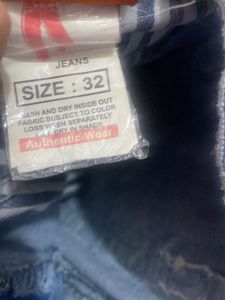 JEANS
SIZE : 32
WASH AND DRY INSIDE OUT
FABRIC SUBJECT TO COLOR
LOSS WASH SEPARATELY
DRY IN SHADE
Authentic Wear